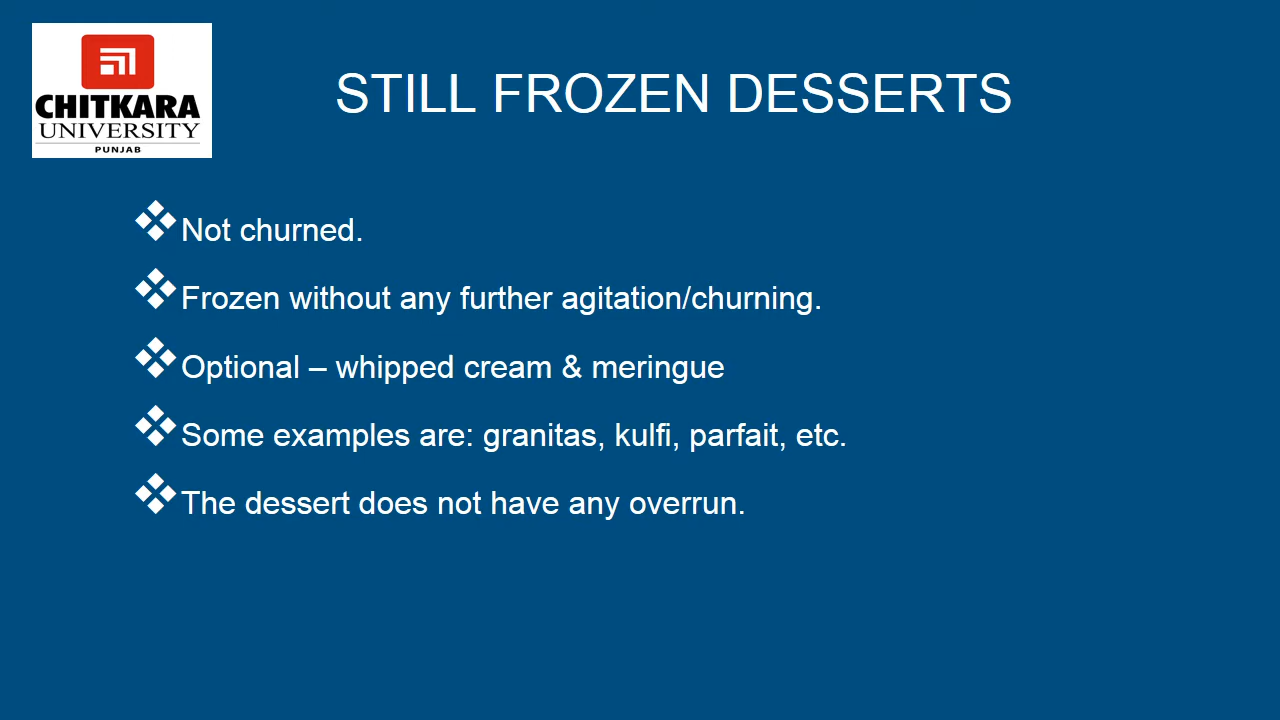 CHITKARA
UNIVERSITY
PUNJAB
STILL FROZEN DESSERTS
❖Not churned.
❖Frozen without any further agitation/churning.
❖Optional – whipped cream & meringue
❖Some examples are: granitas, kulfi, parfait, etc.
❖The dessert does not have any overrun.